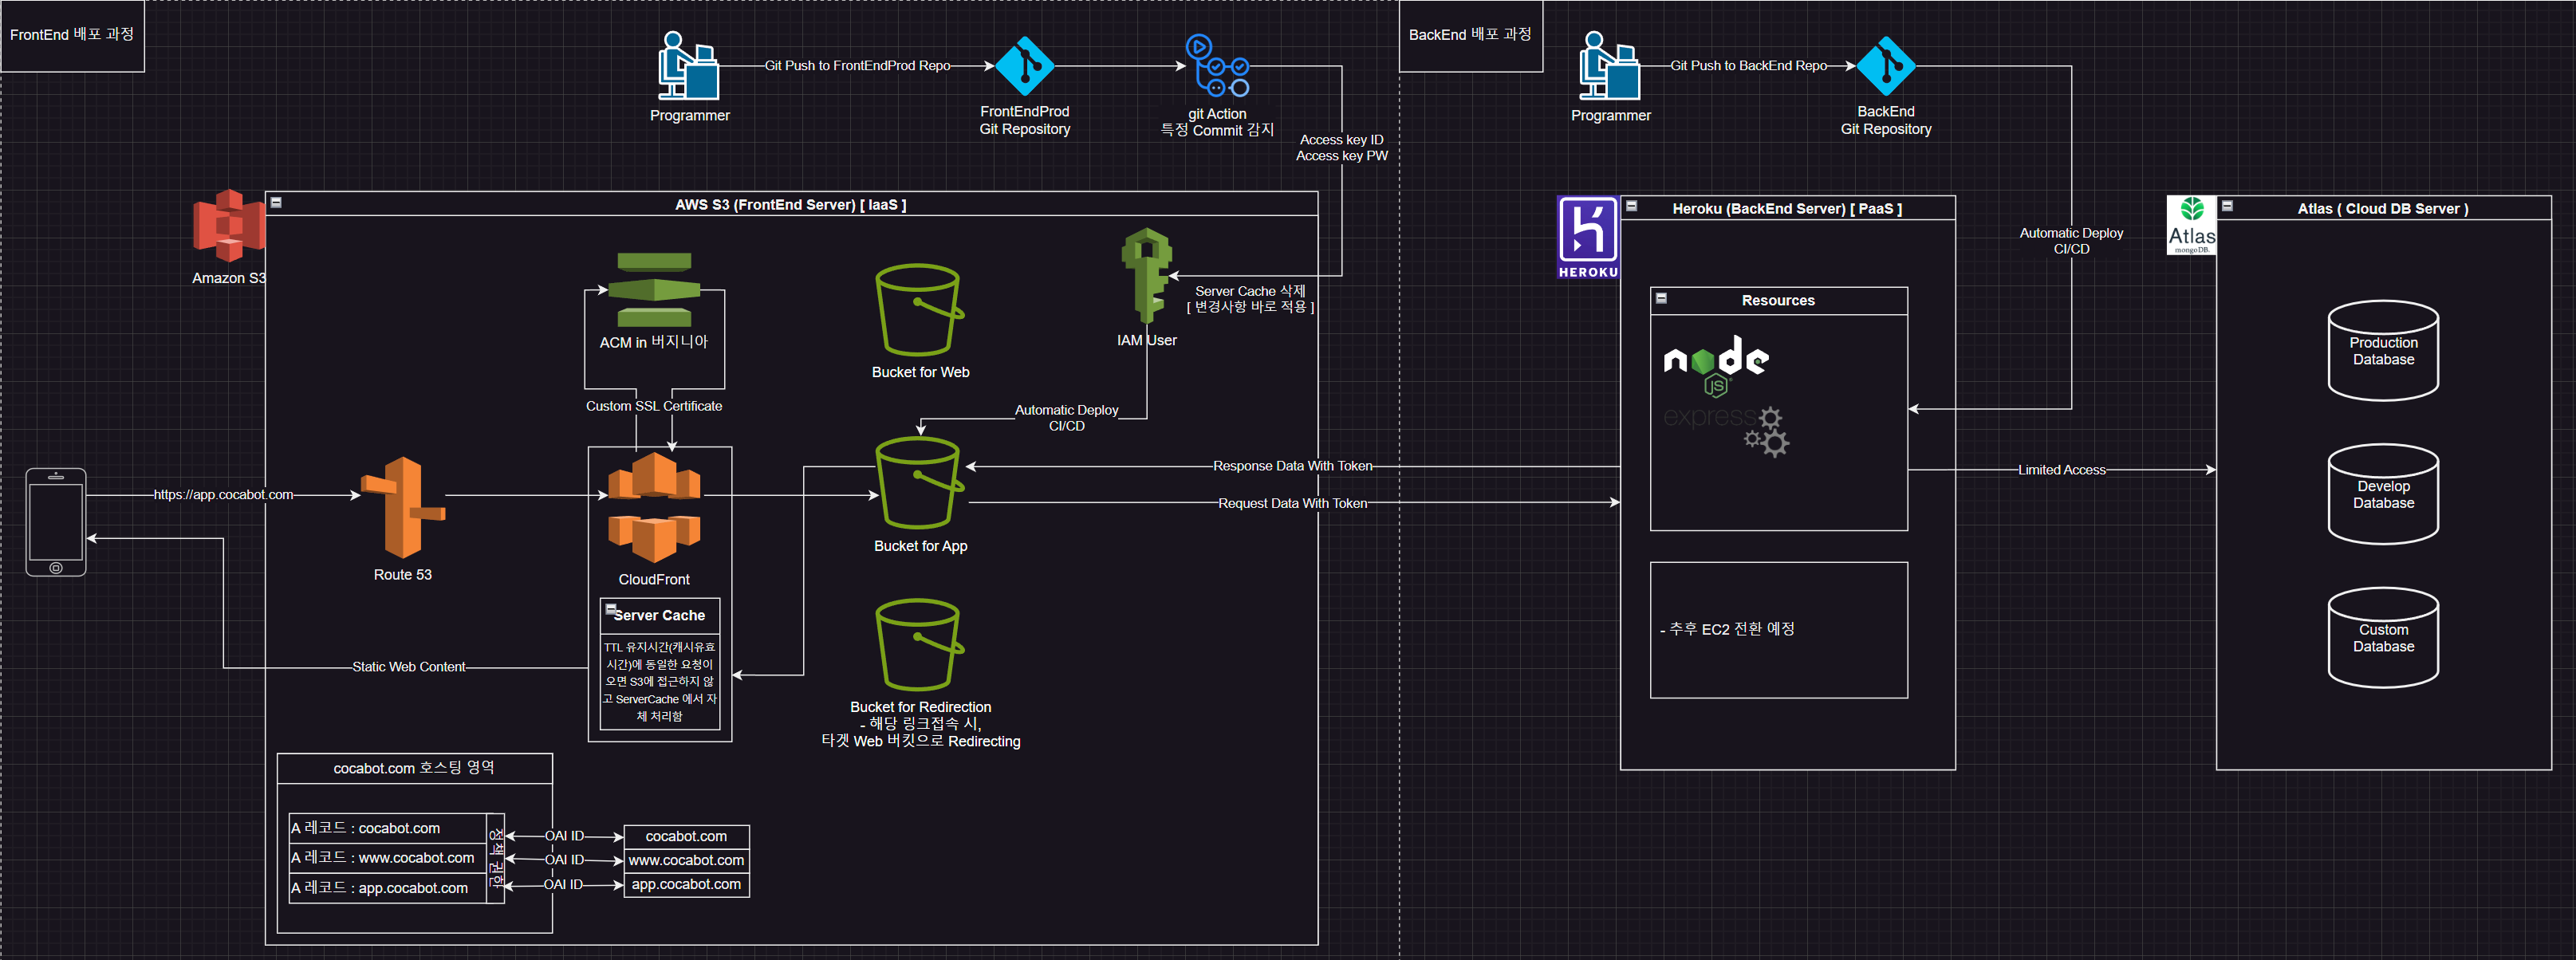 FrontEnd 배포 과정
Programmer
Git Push to FrontEndProd Repo
FrontEndProd
Git Repository
git Action
특정 Commit 감지
Access key ID
Access key PW
Amazon S3
AWS S3 (FrontEnd Server) [ IaaS ]
ACM in 버지니아
Custom SSL Certificate
Bucket for Web
IAM User
Server Cache 삭제
[ 변경사항 바로 적용 ]
Automatic Deploy
CI/CD
https://app.cocabot.com
Route 53
CloudFront
Bucket for App
Response Data With Token
Request Data With Token
Server Cache
TTL 유지시간(캐시유효
시간)에 동일한 요청이
오면 S3에 접근하지 않
고 ServerCache 에서 자
체 처리함
Static Web Content
Bucket for Redirection
- 해당 링크접속 시,
타겟 Web 버킷으로 Redirecting
cocabot.com 호스팅 영역
A 레코드 : cocabot.com
A 레코드 : www.cocabot.com
A 레코드 : app.cocabot.com
정책 권한
OAI ID
OAI ID
OAI ID
cocabot.com
www.cocabot.com
app.cocabot.com
BackEnd 배포 과정
Programmer
Git Push to BackEnd Repo
BackEnd
Git Repository
Automatic Deploy
CI/CD
HEROKU
Heroku (BackEnd Server) [ PaaS ]
Resources
node
JS
express
- 추후 EC2 전환 예정
Limited Access
Atlas
mongoDB.
Atlas ( Cloud DB Server )
Production
Database
Develop
Database
Custom
Database